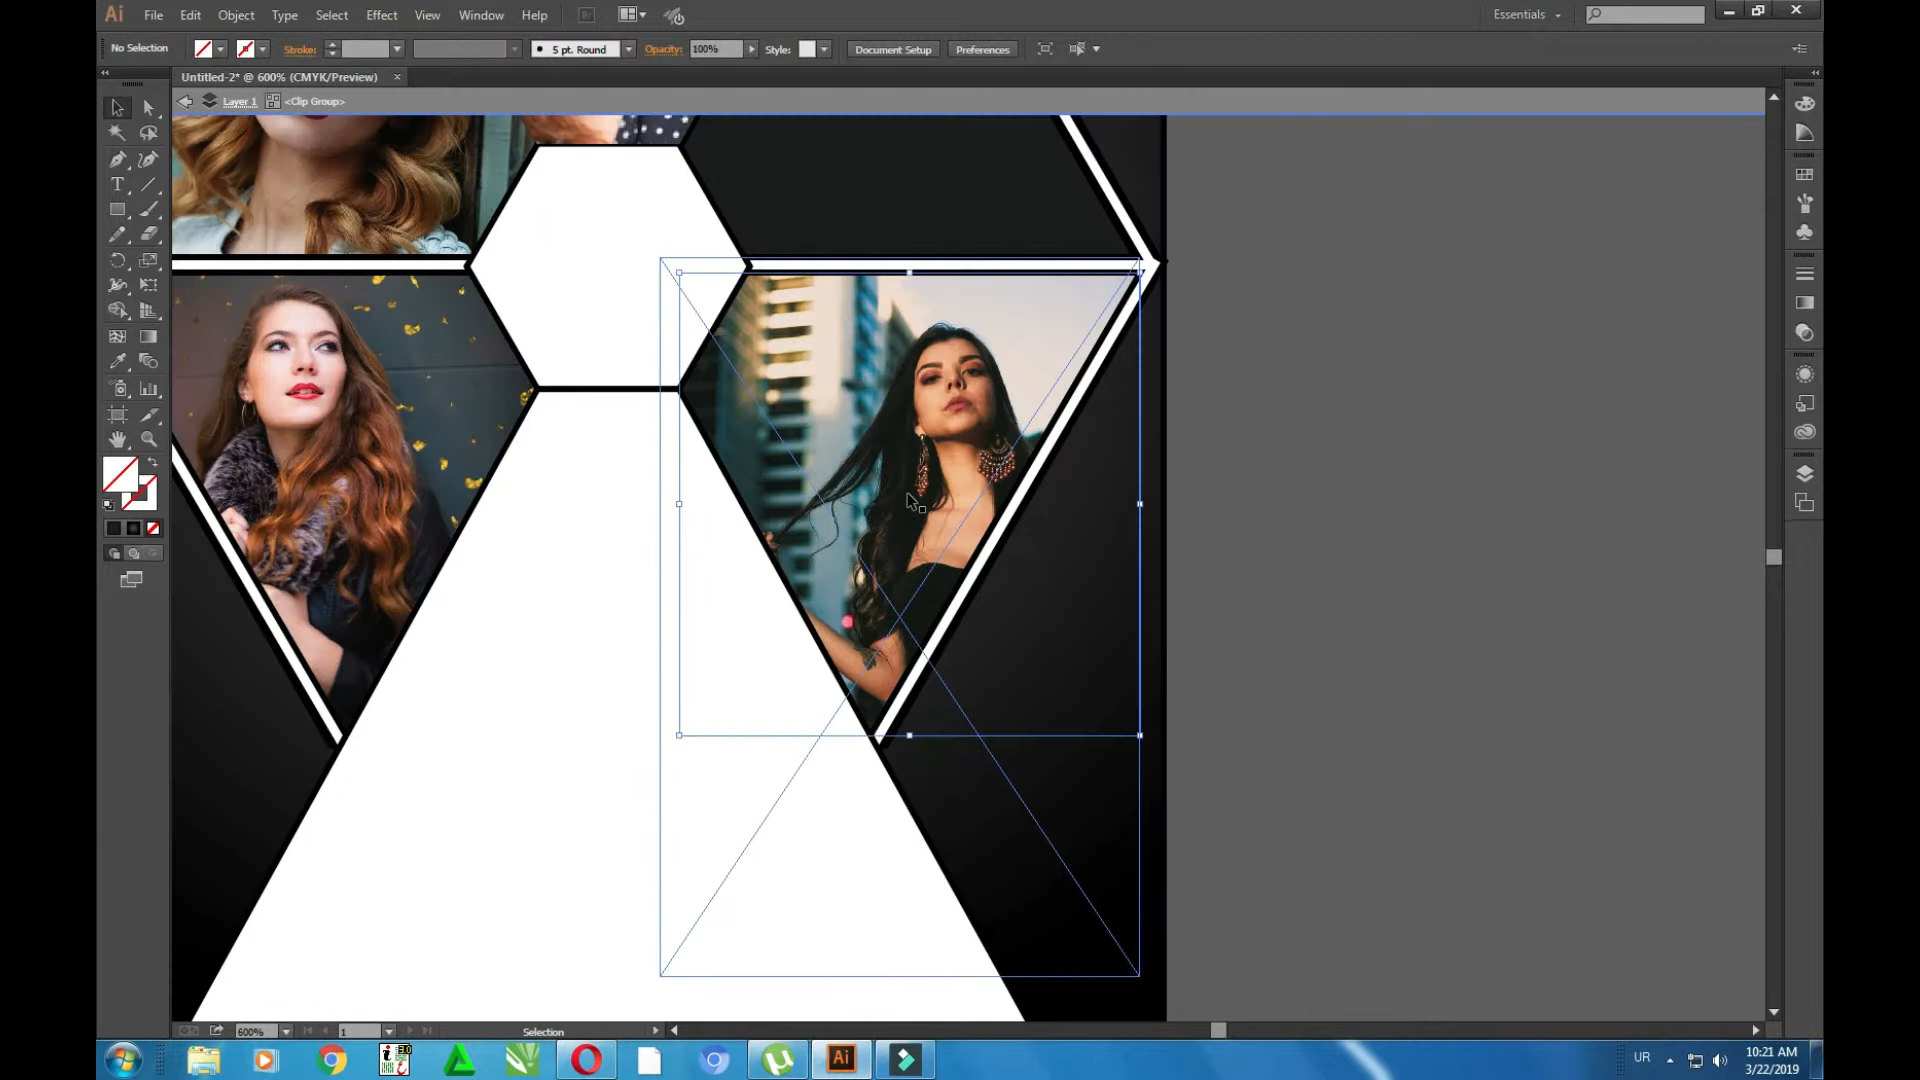 Ai File Edit Object Type Select Effect View Window Help Br Essentials
No Selection Stroke: 5 pt. Round Opacity: 100% Style: Document Setup Preferences
Untitled-2* @ 600% (CMYK/Preview) ×
Layer 1 <Clip Group>
T
600% 1 Selection
Ai UR 10:21 AM
3/22/2019